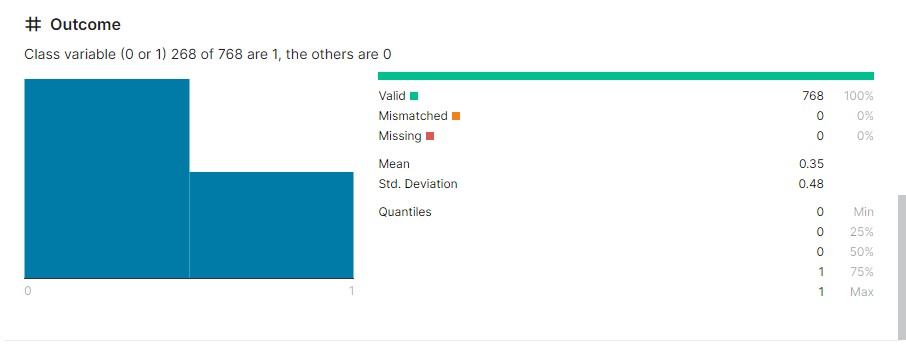 # Outcome
Class variable (0 or 1) 268 of 768 are 1, the others are 0
Valid 768 100%
Mismatched 0 0%
Missing 0 0%
Mean 0.35
Std. Deviation 0.48
Quantiles 0 Min
0 25%
0 50%
1 75%
1 Max
0 1